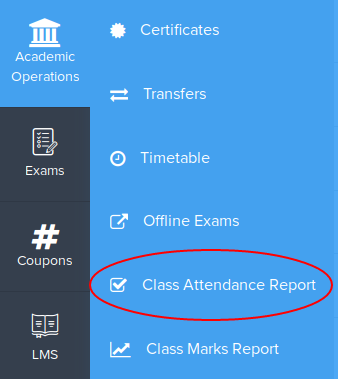 Academic
Operations
Exams
Coupons
LMS
Certificates
Transfers
Timetable
Offline Exams
Class Attendance Report
Class Marks Report